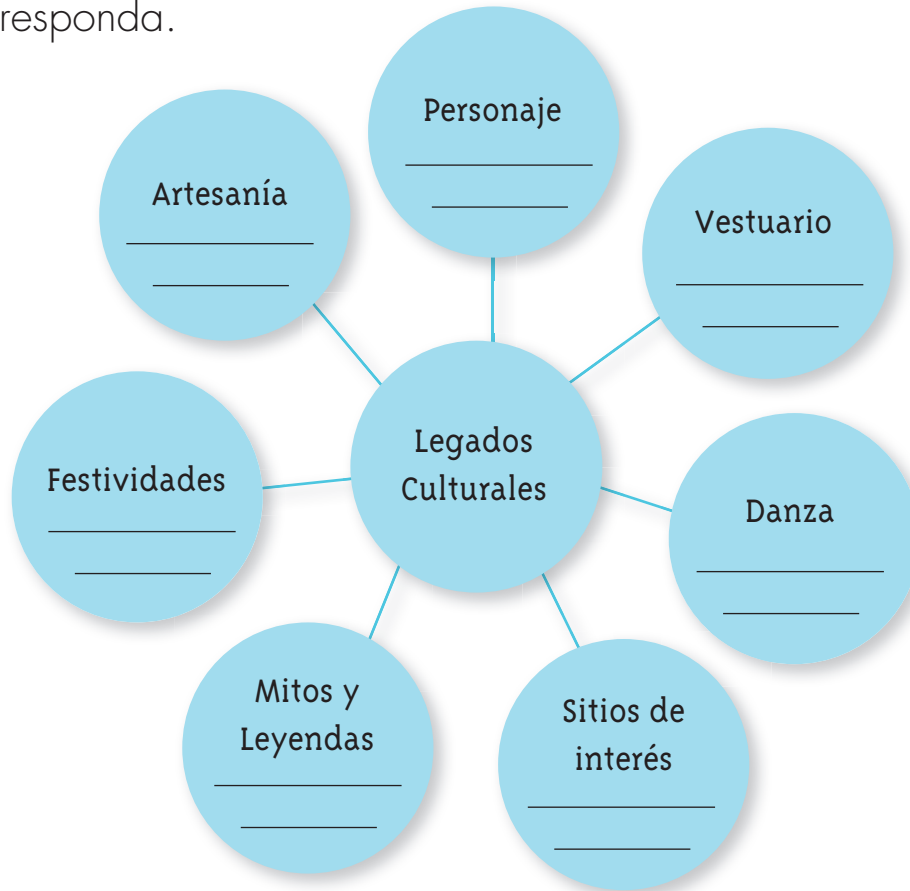 responda.
Personaje
Artesanía
Vestuario
Legados
Culturales
Festividades
Danza
Mitos y
Leyendas
Sitios de
interés